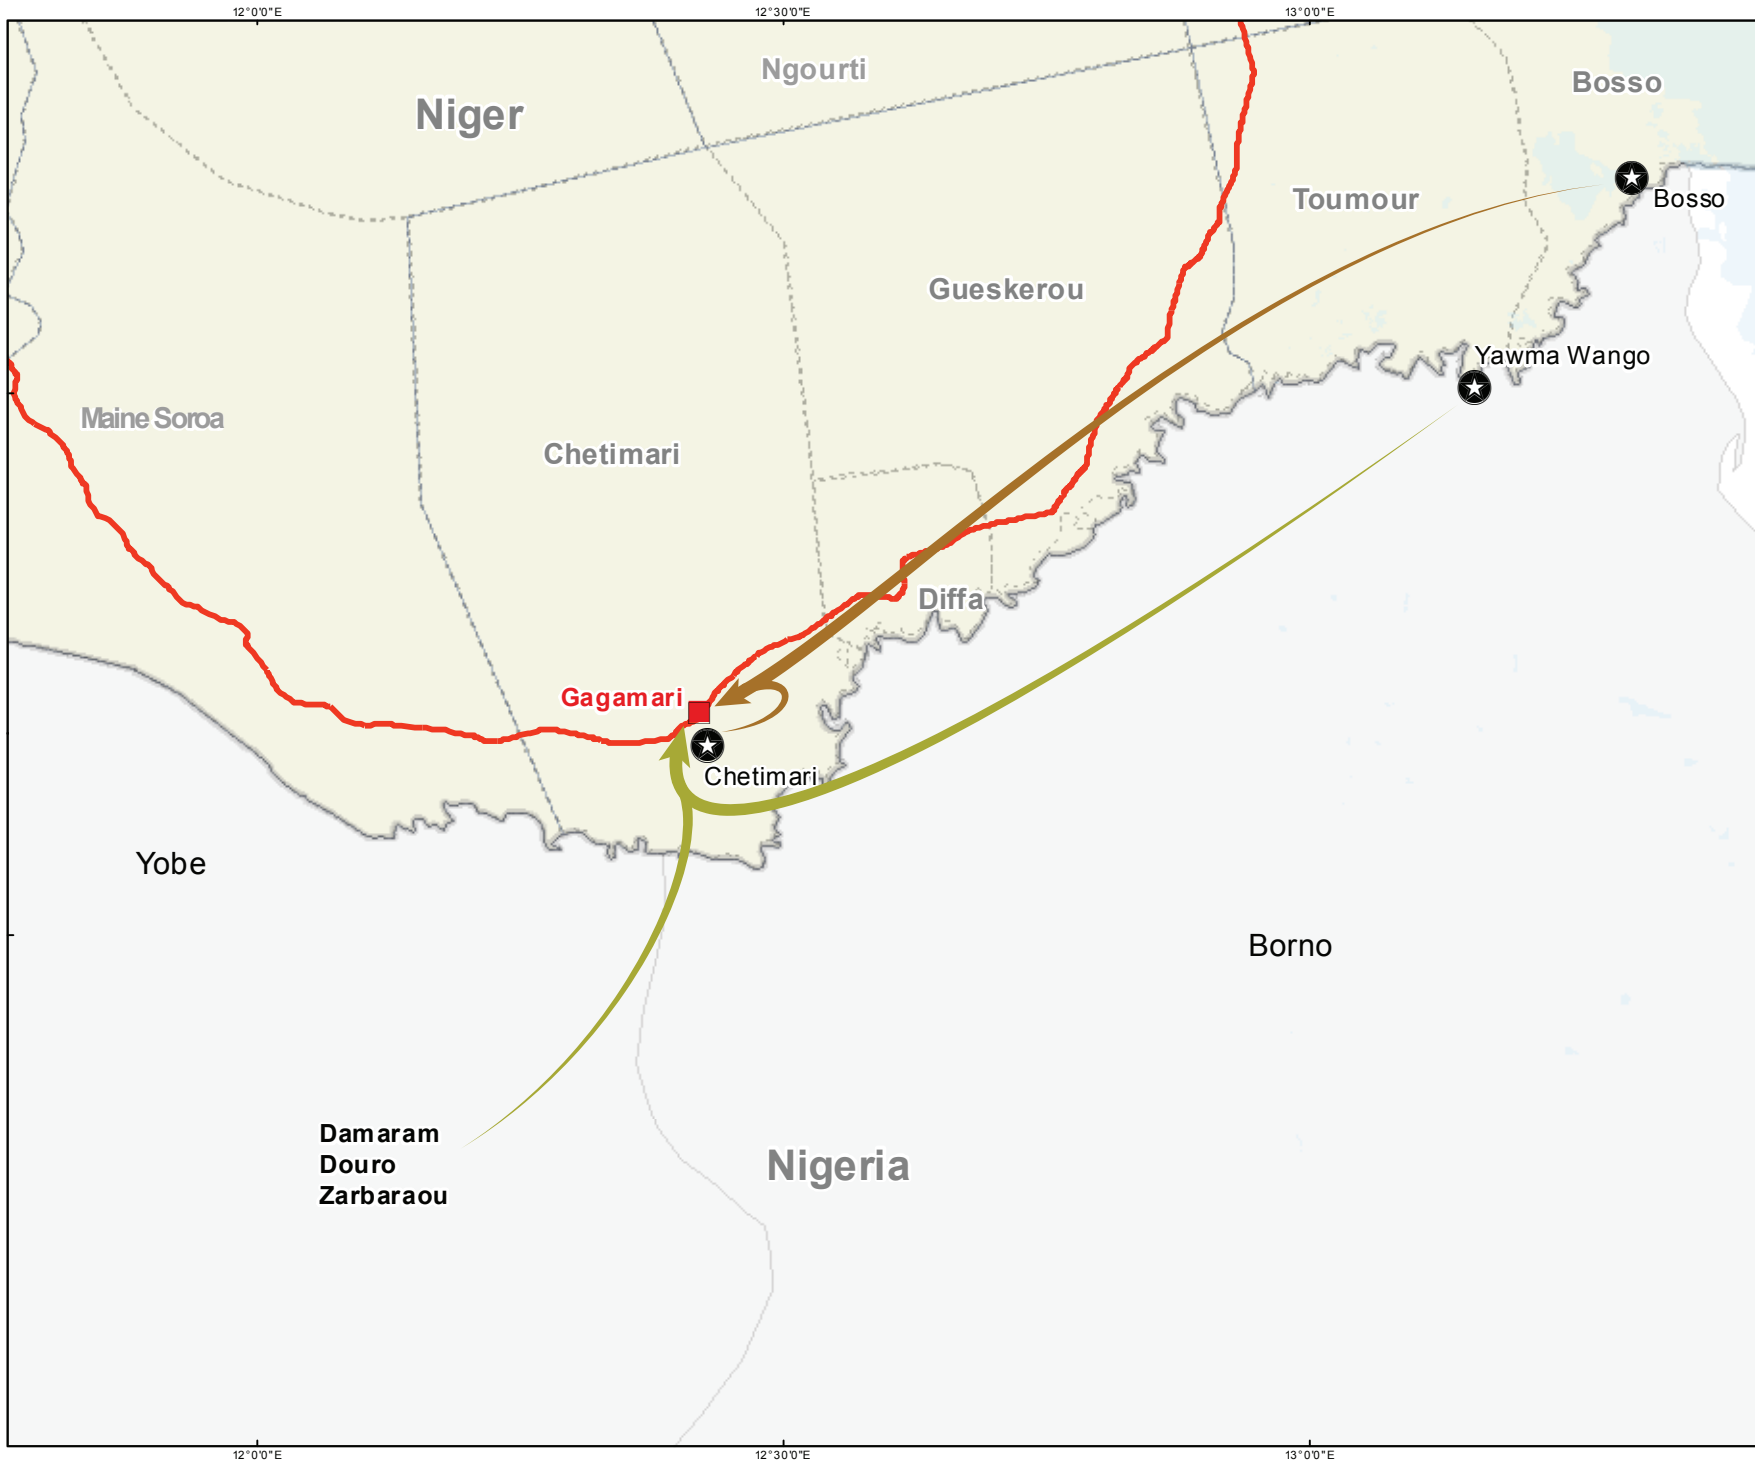 12°0'0"E
12°30'0"E
13°0'0"E
Ngourti
Bosso
Niger
Toumour
Bosso
Gueskerou
Yawma Wango
Maine Soroa
Chetimari
Diffa
Gagamari
Chetimari
Yobe
Borno
Damaram
Douro
Zarbaraou
Nigeria
12°0'0"E
12°30'0"E
13°0'0"E